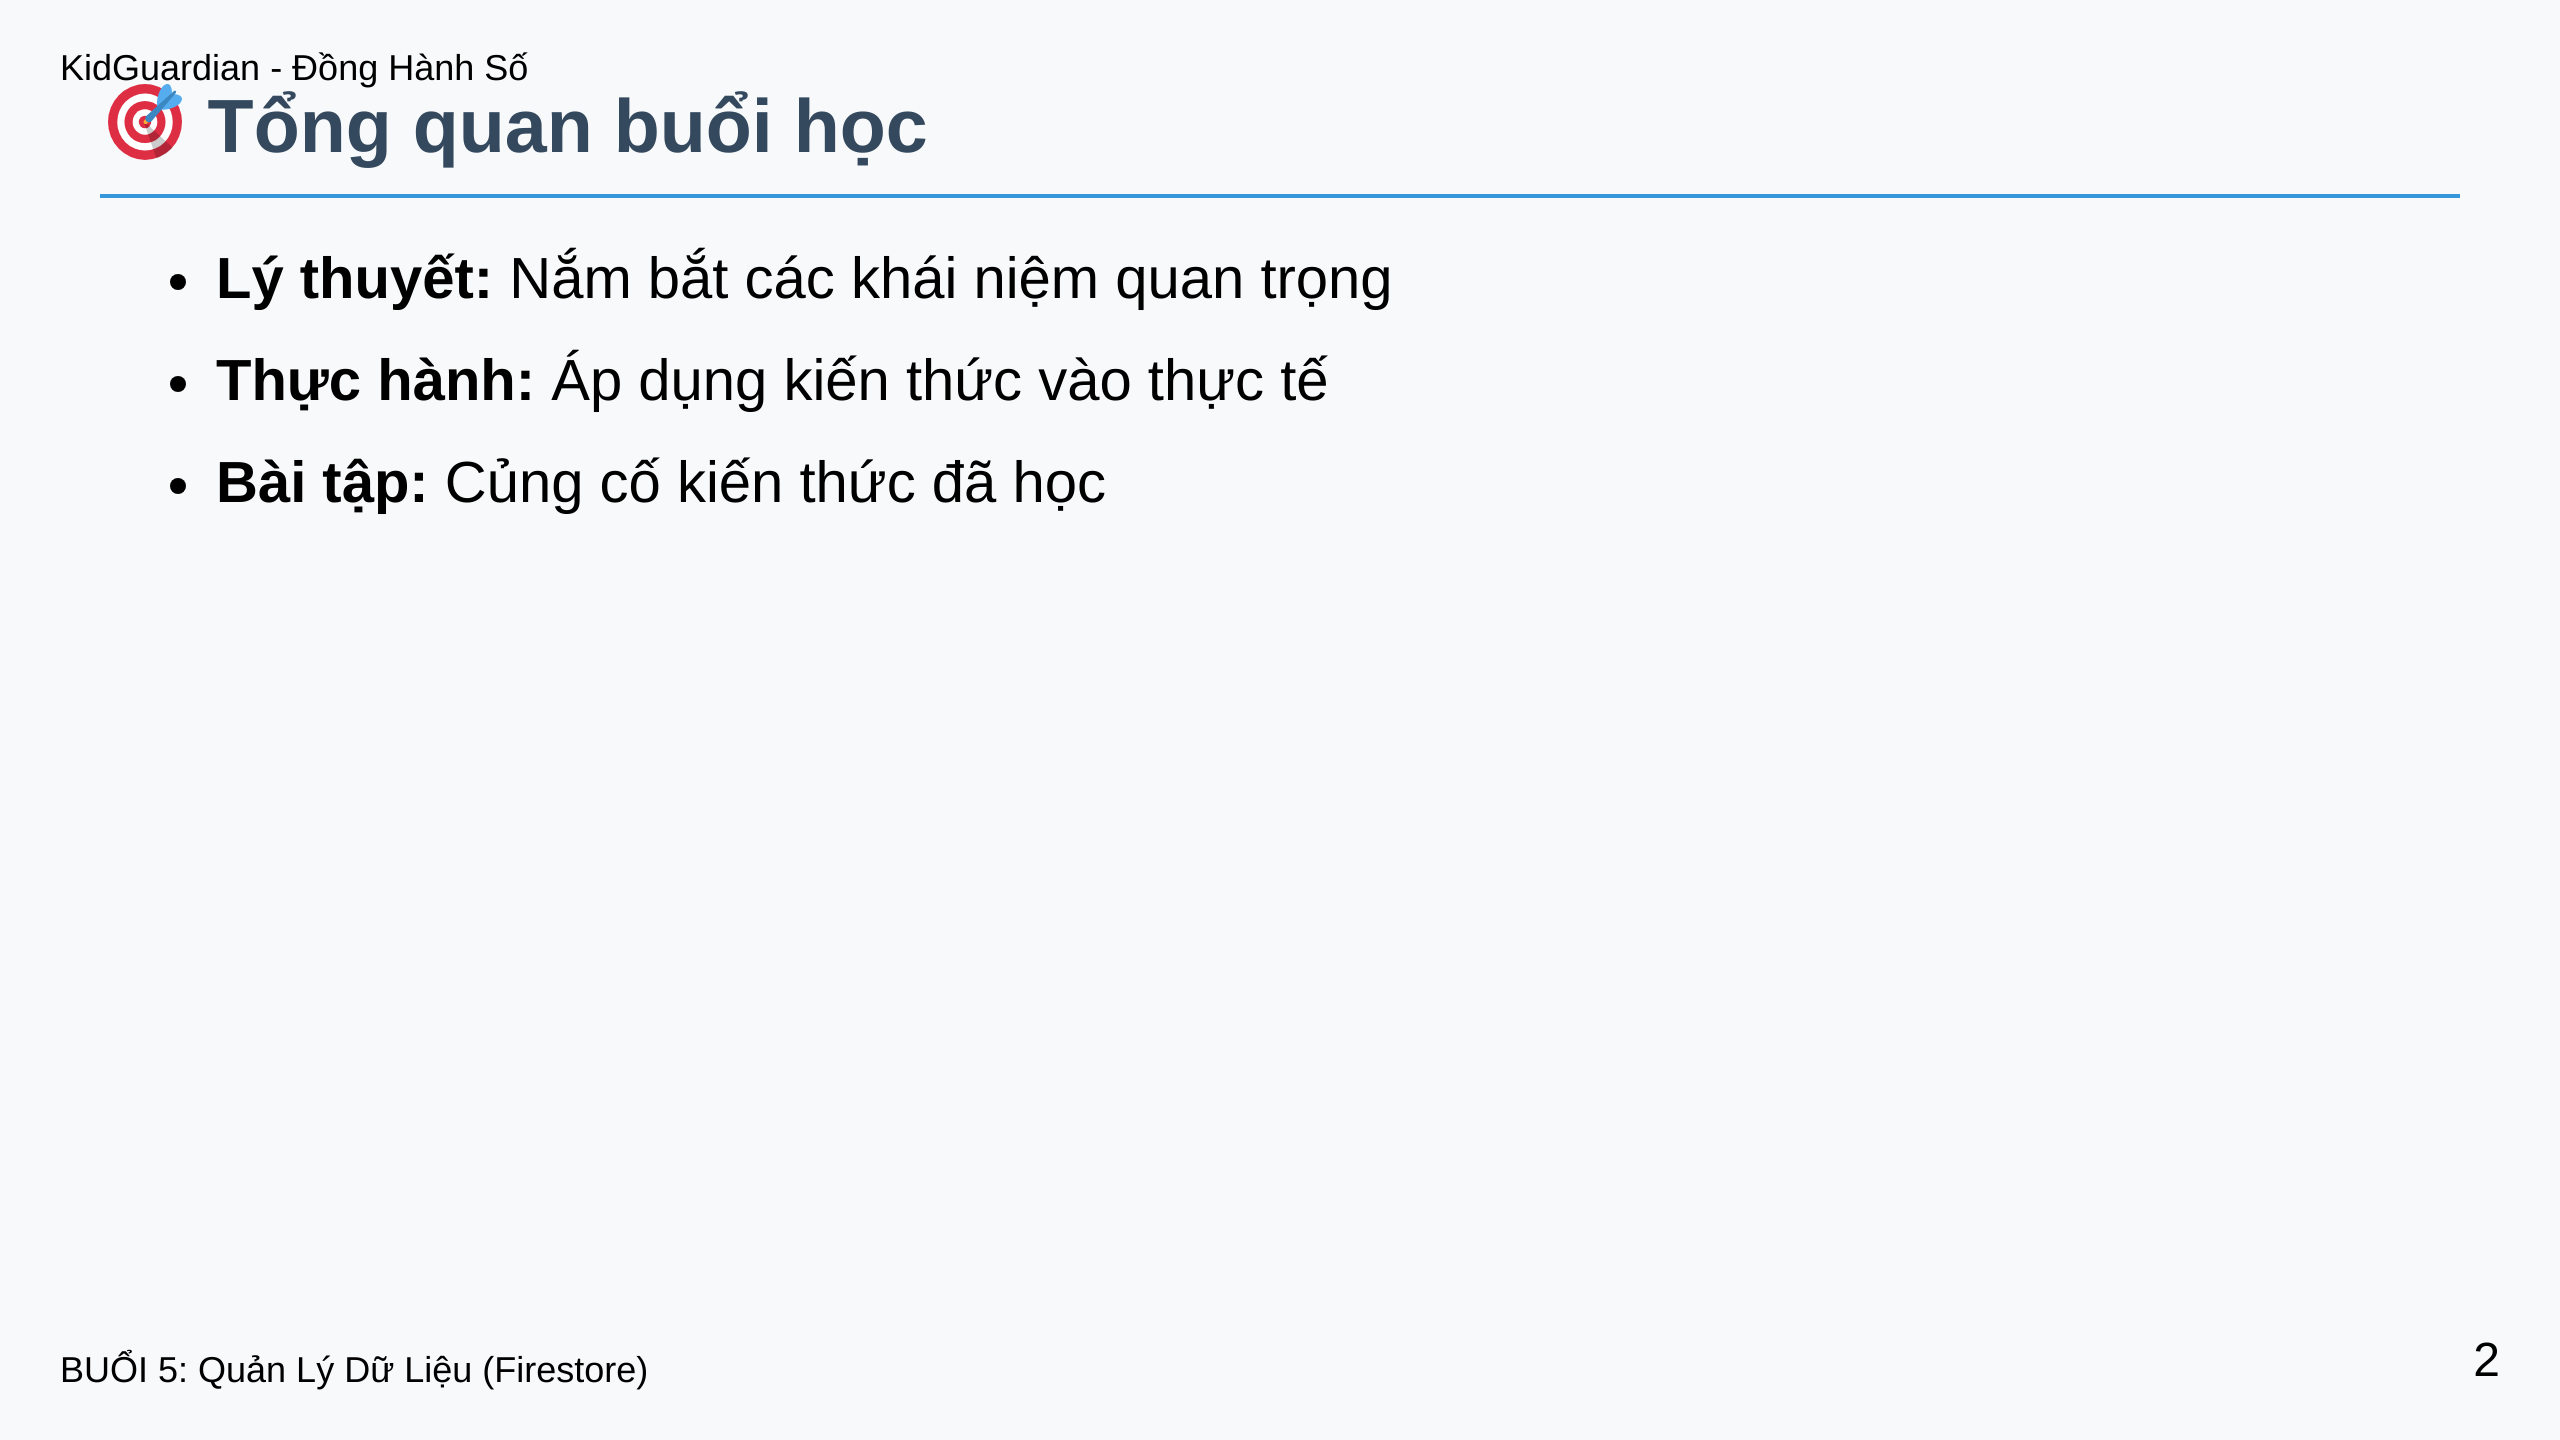 KidGuardian - Đồng Hành Số
🎯 Tổng quan buổi học
• Lý thuyết: Nắm bắt các khái niệm quan trọng
• Thực hành: Áp dụng kiến thức vào thực tế
• Bài tập: Củng cố kiến thức đã học
BUỔI 5: Quản Lý Dữ Liệu (Firestore)
2